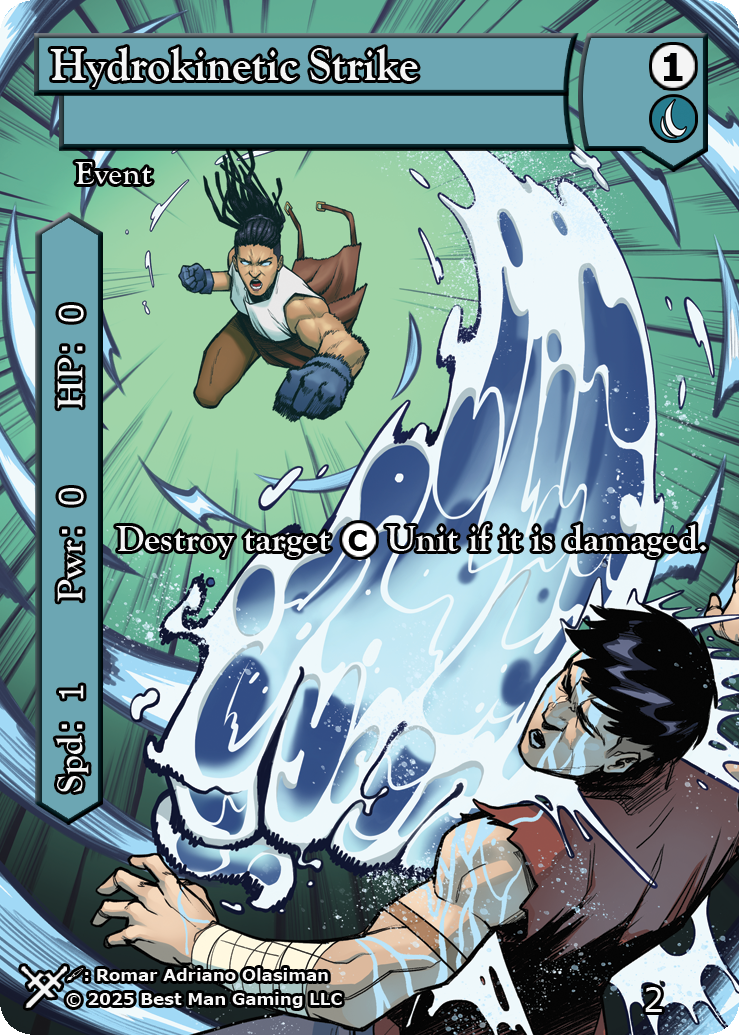 Hydrokinetic Strike
1
Event
HP: 0
Pwr: 0
Spd: 1
Destroy target C Unit if it is damaged.
: Romar Adriano Olasiman
© 2025 Best Man Gaming LLC
2